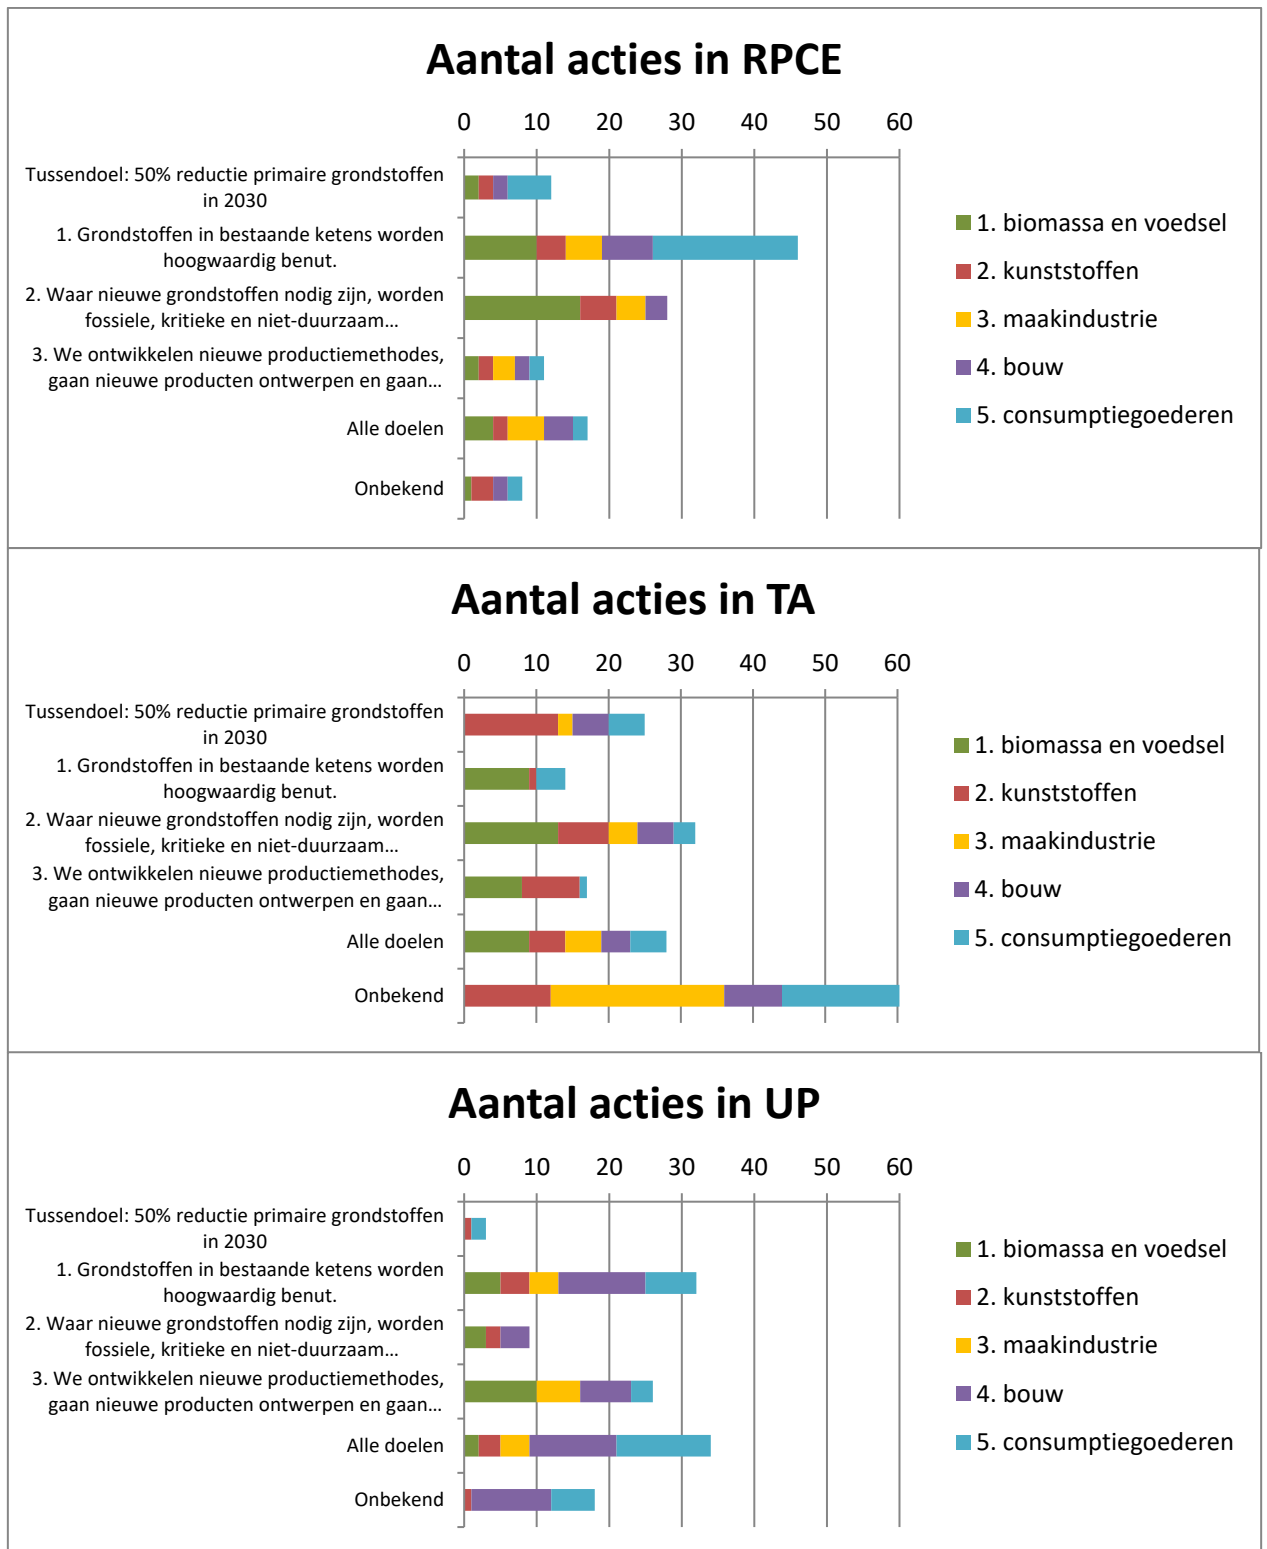 Aantal acties in RPCE
0 10 20 30 40 50 60
Tussendoel: 50% reductie primaire grondstoffen
in 2030
1. Grondstoffen in bestaande ketens worden
hoogwaardig benut.
2. Waar nieuwe grondstoffen nodig zijn, worden
fossiele, kritieke en niet-duurzaam...
3. We ontwikkelen nieuwe productiemethodes,
gaan nieuwe producten ontwerpen en gaan...
Alle doelen
Onbekend
1. biomassa en voedsel
2. kunststoffen
3. maakindustrie
4. bouw
5. consumptiegoederen
Aantal acties in TA
0 10 20 30 40 50 60
Tussendoel: 50% reductie primaire grondstoffen
in 2030
1. Grondstoffen in bestaande ketens worden
hoogwaardig benut.
2. Waar nieuwe grondstoffen nodig zijn, worden
fossiele, kritieke en niet-duurzaam...
3. We ontwikkelen nieuwe productiemethodes,
gaan nieuwe producten ontwerpen en gaan...
Alle doelen
Onbekend
1. biomassa en voedsel
2. kunststoffen
3. maakindustrie
4. bouw
5. consumptiegoederen
Aantal acties in UP
0 10 20 30 40 50 60
Tussendoel: 50% reductie primaire grondstoffen
in 2030
1. Grondstoffen in bestaande ketens worden
hoogwaardig benut.
2. Waar nieuwe grondstoffen nodig zijn, worden
fossiele, kritieke en niet-duurzaam...
3. We ontwikkelen nieuwe productiemethodes,
gaan nieuwe producten ontwerpen en gaan...
Alle doelen
Onbekend
1. biomassa en voedsel
2. kunststoffen
3. maakindustrie
4. bouw
5. consumptiegoederen